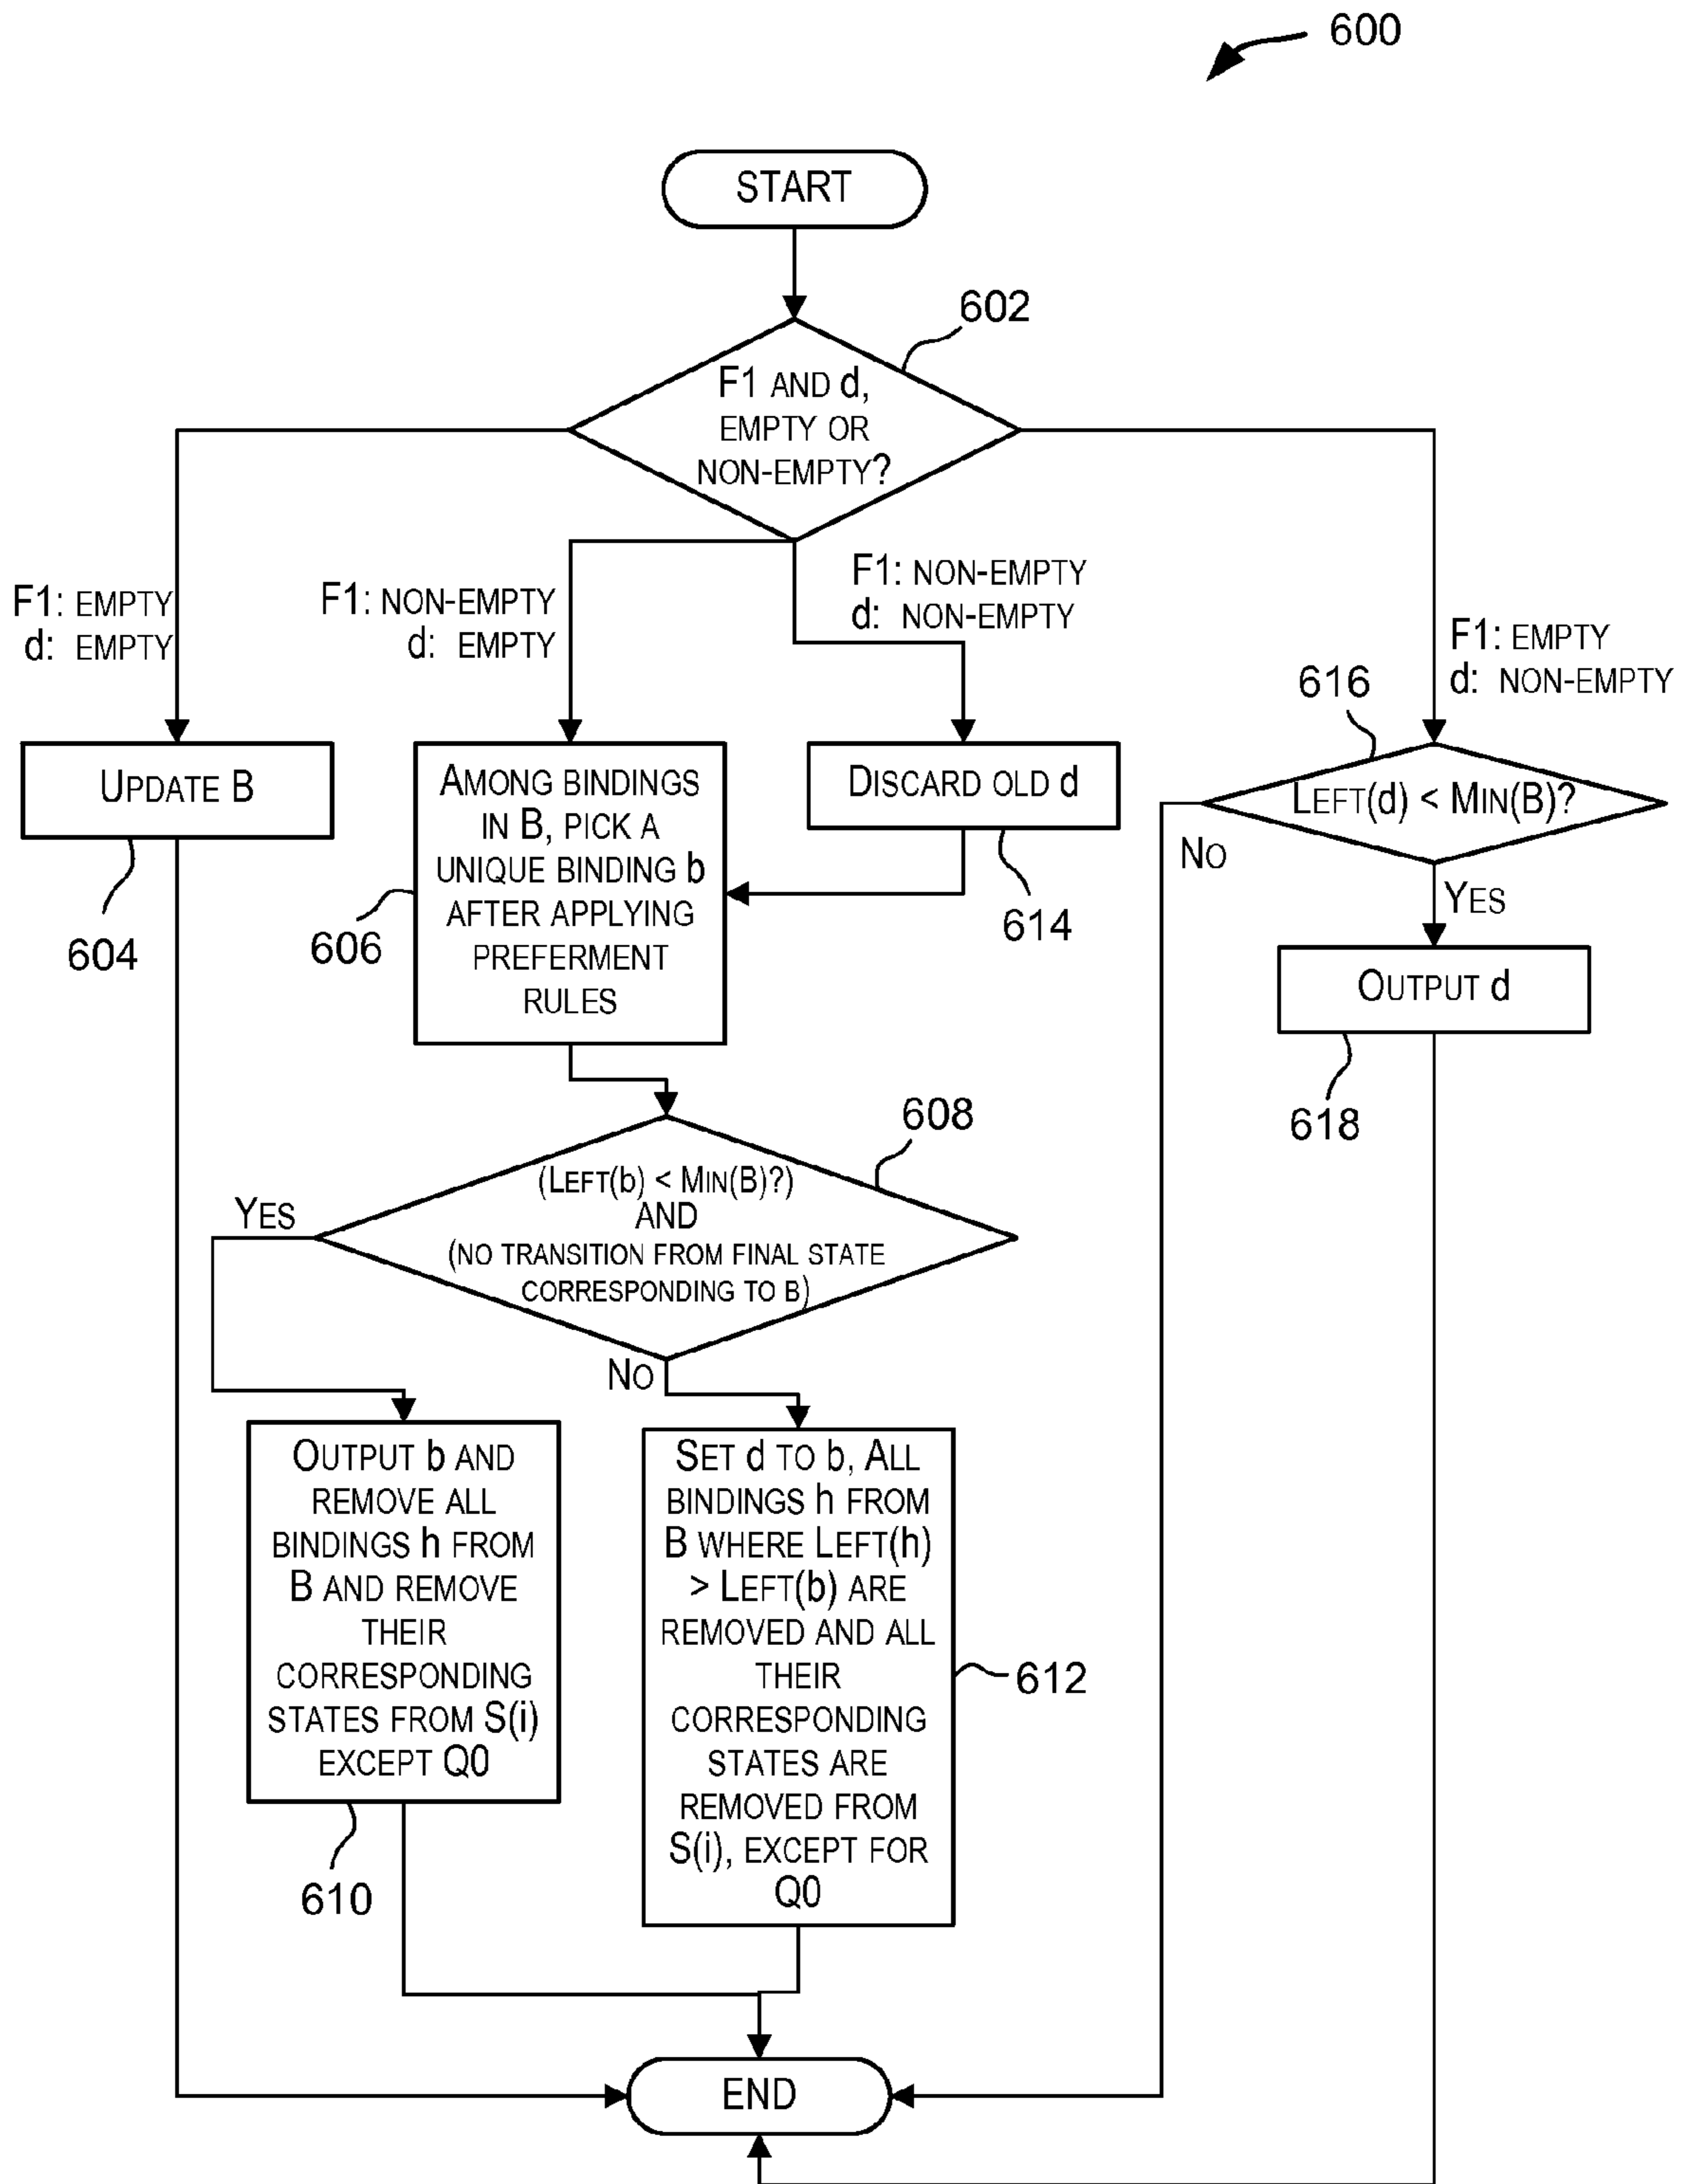 600
START
602
F1 AND d,
EMPTY OR
NON-EMPTY?
F1: EMPTY
d: EMPTY
F1: NON-EMPTY
d: EMPTY
F1: NON-EMPTY
d: NON-EMPTY
F1: EMPTY
d: NON-EMPTY
UPDATE B
604
AMONG BINDINGS
IN B, PICK A
UNIQUE BINDING b
AFTER APPLYING
PREFERMENT
RULES
606
DISCARD OLD d
614
616
LEFT(d) < MIN(B)?
NO
YES
OUTPUT d
618
608
(LEFT(b) < MIN(B)?)
AND
(NO TRANSITION FROM FINAL STATE
CORRESPONDING TO B)
YES
NO
OUTPUT b AND
REMOVE ALL
BINDINGS h FROM
B AND REMOVE
THEIR
CORRESPONDING
STATES FROM S(i)
EXCEPT Q0
610
SET d TO b, ALL
BINDINGS h FROM
B WHERE LEFT(h)
> LEFT(b) ARE
REMOVED AND ALL
THEIR
CORRESPONDING
STATES ARE
REMOVED FROM
S(i), EXCEPT FOR
Q0
612
END